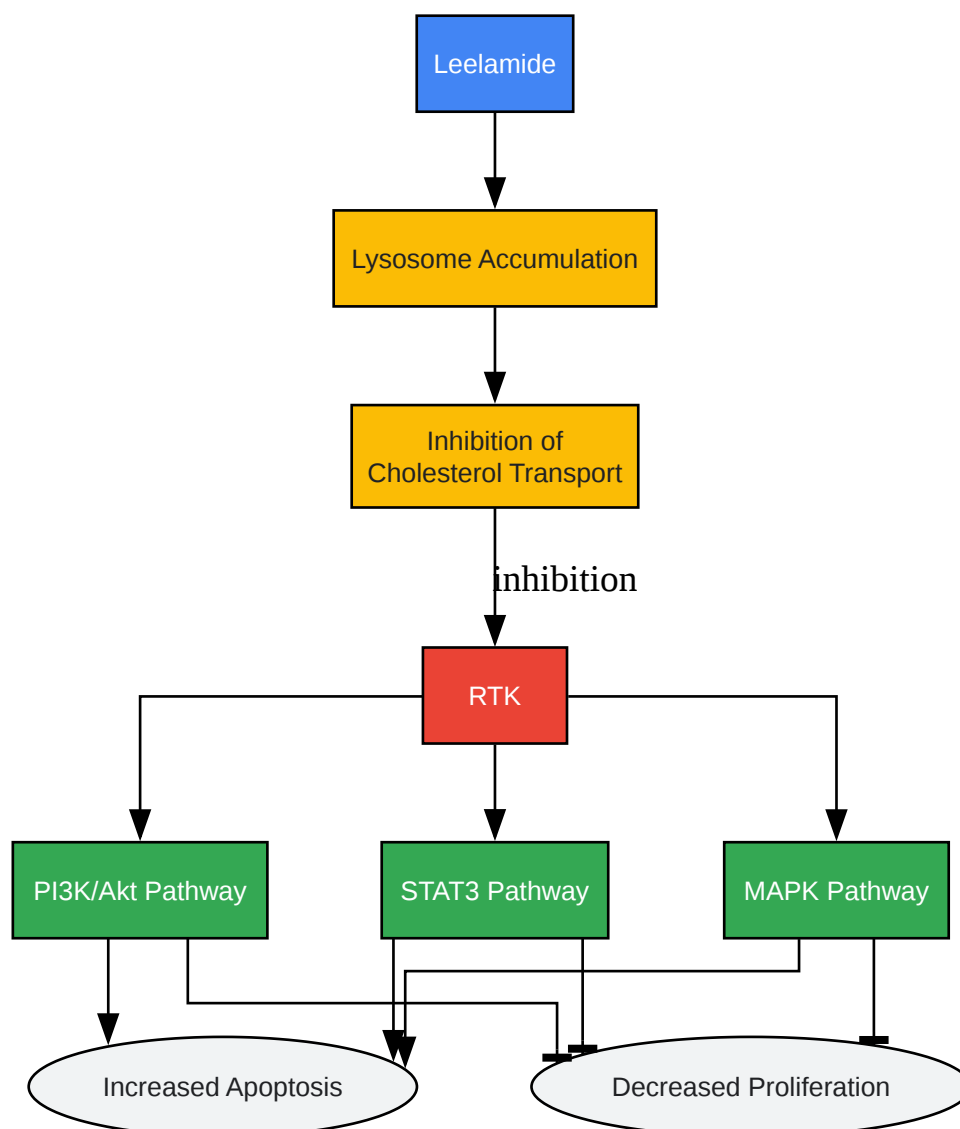 Leelamide
Lysosome Accumulation
Inhibition of
Cholesterol Transport
inhibition
RTK
PI3K/Akt Pathway
STAT3 Pathway
MAPK Pathway
Increased Apoptosis
Decreased Proliferation